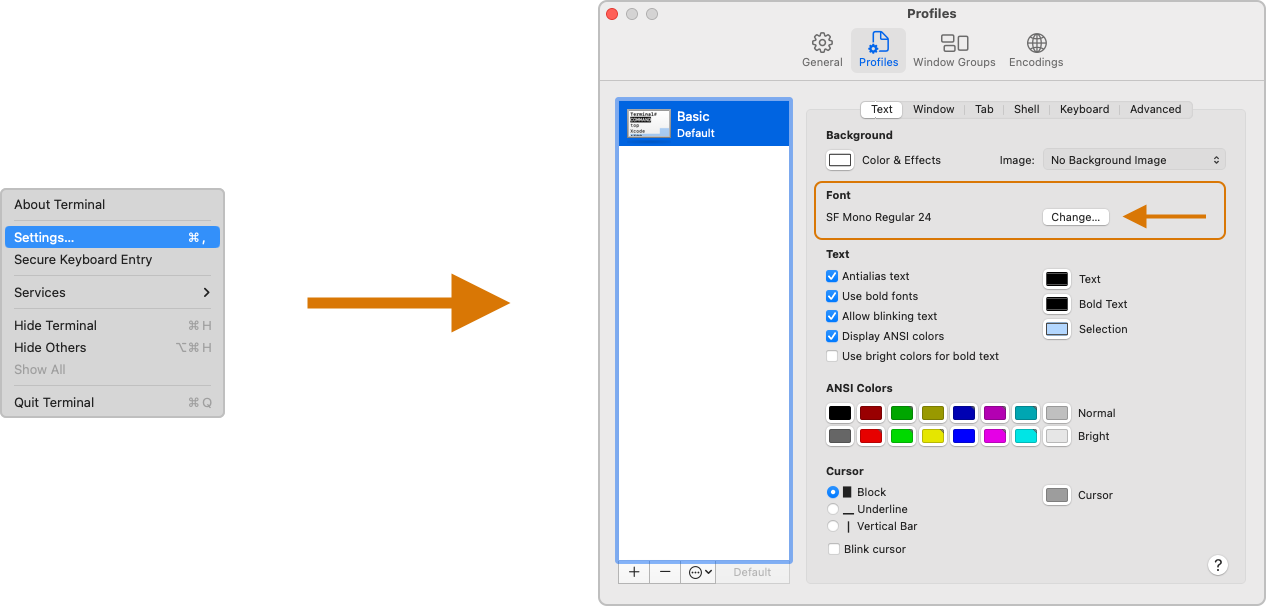 About Terminal
Settings... ⌘ ,
Secure Keyboard Entry
Services
Hide Terminal ⌘ H
Hide Others ⌥⌘ H
Show All
Quit Terminal ⌘ Q
Profiles
General Profiles Window Groups Encodings
Terminal#
COMMAND
top
Xcode
Basic
Default
Text Window Tab Shell Keyboard Advanced
Background
Color & Effects Image: No Background Image
Font
SF Mono Regular 24 Change...
Text
Antialias text Text
Use bold fonts Bold Text
Allow blinking text Selection
Display ANSI colors
Use bright colors for bold text
ANSI Colors
Normal
Bright
Cursor
Block Cursor
Underline
Vertical Bar
Blink cursor
+ − Default ?